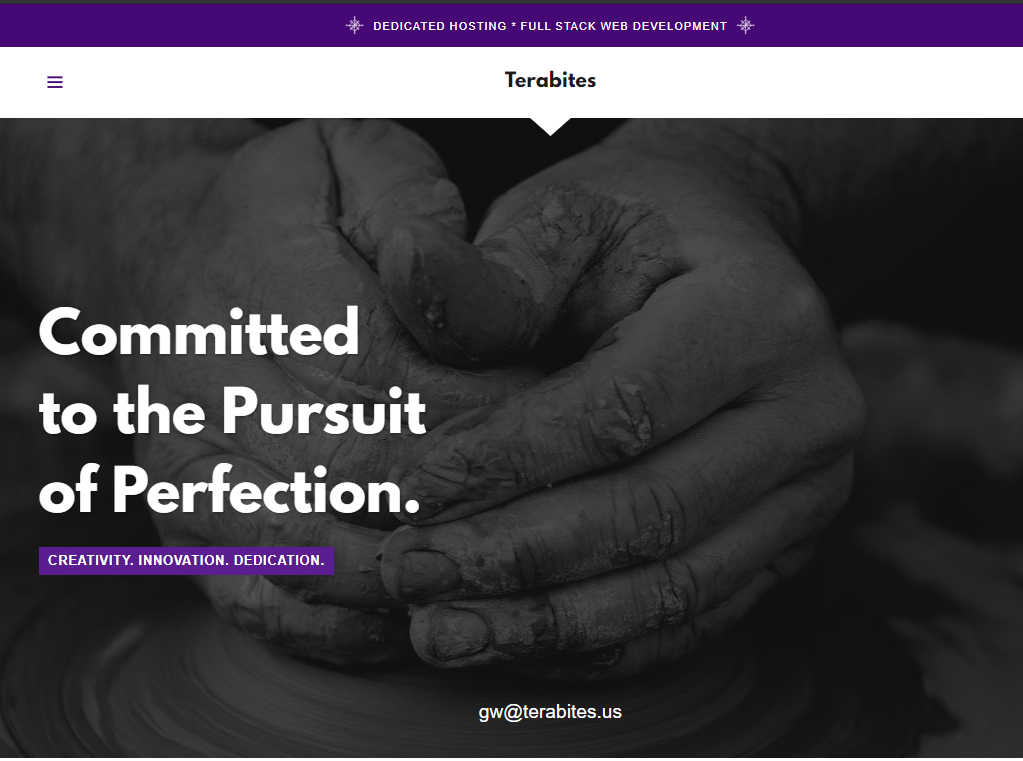 DEDICATED HOSTING * FULL STACK WEB DEVELOPMENT
Terabites
Committed
to the Pursuit
of Perfection.
CREATIVITY. INNOVATION. DEDICATION.
gw@terabites.us